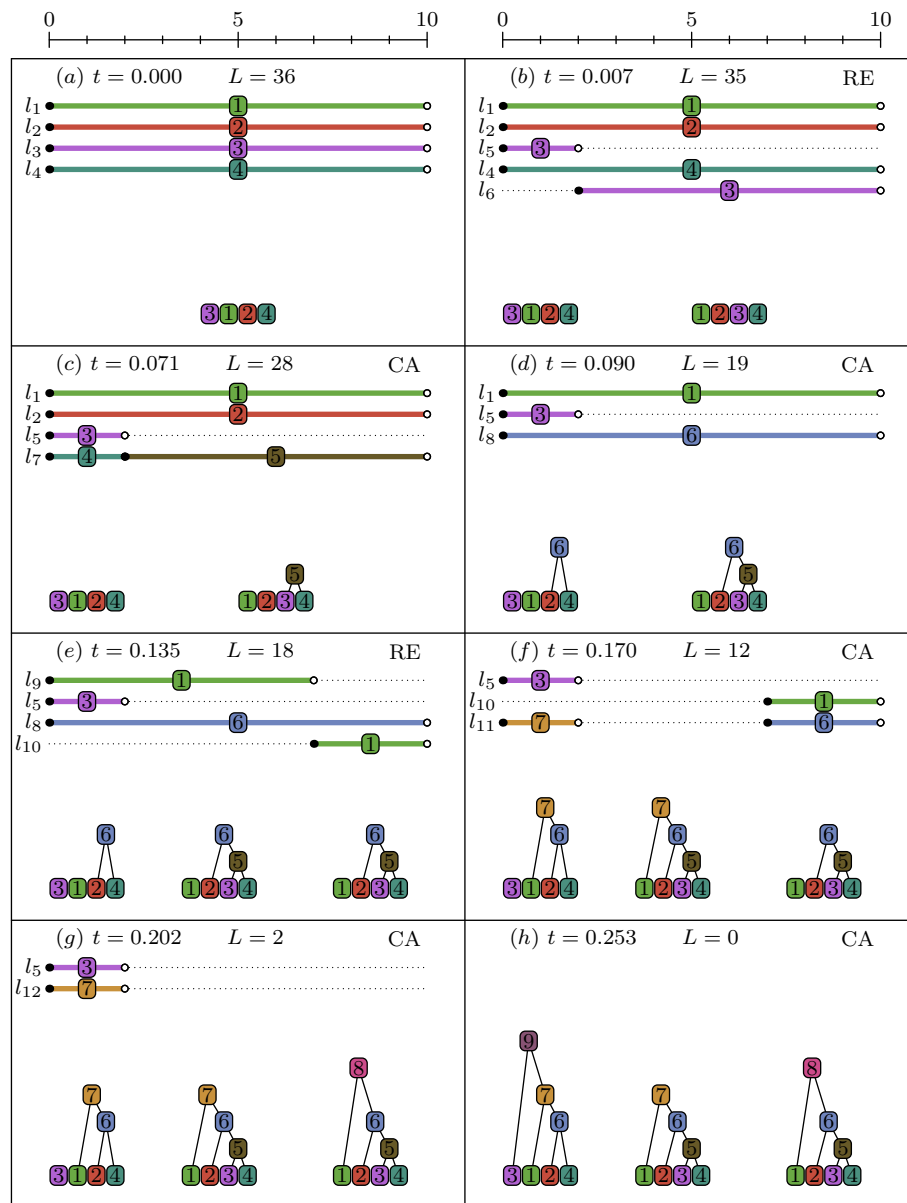 0 5 10 0 5 10
(a) t = 0.000 L = 36
l1 1
l2 2
l3 3
l4 4
3 1 2 4
(b) t = 0.007 L = 35 RE
l1 1
l2 2
l5 3
l4 4
l6 3
3 1 2 4 1 2 3 4
(c) t = 0.071 L = 28 CA
l1 1
l2 2
l5 3
l7 4 5
5
3 1 2 4 1 2 3 4
(d) t = 0.090 L = 19 CA
l1 1
l5 3
l8 6
6 6
5
3 1 2 4 1 2 3 4
(e) t = 0.135 L = 18 RE
l9 1
l5 3
l8 6
l10 1
6 6 6
5 5
3 1 2 4 1 2 3 4 1 2 3 4
(f) t = 0.170 L = 12 CA
l5 3
l10 1
l11 7 6
7 7
6 6 6
5 5
3 1 2 4 1 2 3 4 1 2 3 4
(g) t = 0.202 L = 2 CA
l5 3
l12 7
8
7 7
6 6 6
5 5
3 1 2 4 1 2 3 4 1 2 3 4
(h) t = 0.253 L = 0 CA
9
8
7 7
6 6 6
5 5
3 1 2 4 1 2 3 4 1 2 3 4